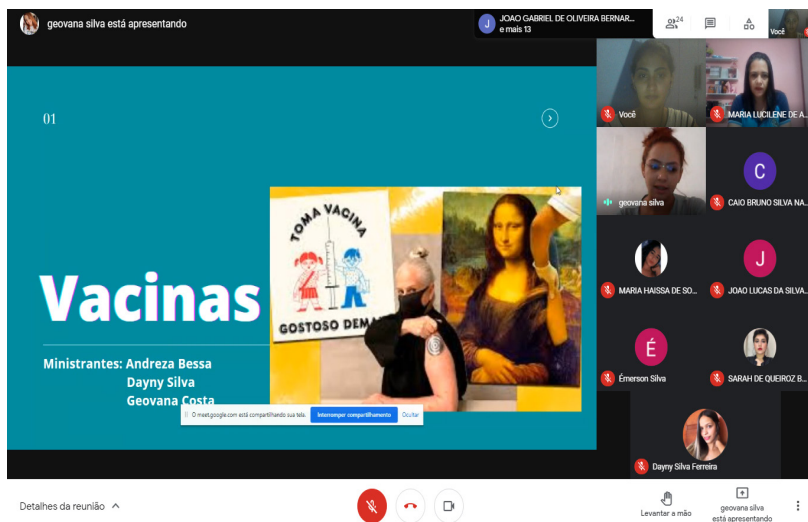 geovana silva está apresentando
J
JOAO GABRIEL DE OLIVEIRA BERNAR...
e mais 13
24
Você
01
TOMA VACINA
GOSTOSO DEMA
Vacinas
Ministrantes: Andreza Bessa
Dayny Silva
Geovana Costa
O meet.google.com está compartilhando sua tela.
Interromper compartilhamento
Ocultar
Você
MARIA LUCILENE DE A...
geovana silva
C
CAIO BRUNO SILVA NA...
MARIA HAISSA DE SO...
J
JOAO LUCAS DA SILVA...
É
Émerson Silva
SARAH DE QUEIROZ B...
Dayny Silva Ferreira
Detalhes da reunião
Levantar a mão
geovana silva
está apresentando